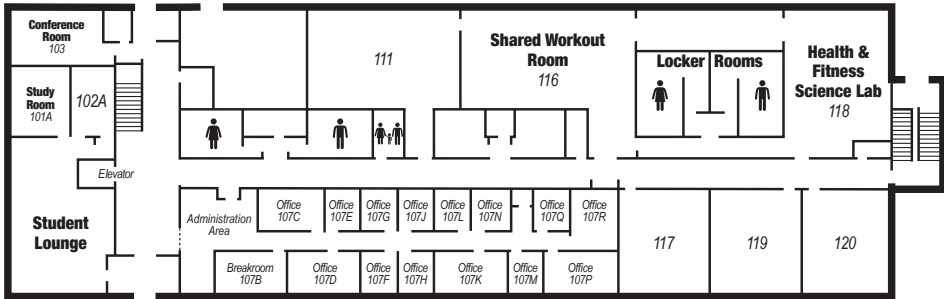 Conference
Room
103
Study
Room
101A
102A
111
Shared Workout
Room
116
Locker Rooms
Health &
Fitness
Science Lab
118
Elevator
Student
Lounge
Administration
Area
Office
107C
Office
107E
Office
107G
Office
107J
Office
107L
Office
107N
Office
107Q
Office
107R
Breakroom
107B
Office
107D
Office
107F
Office
107H
Office
107K
Office
107M
Office
107P
117
119
120